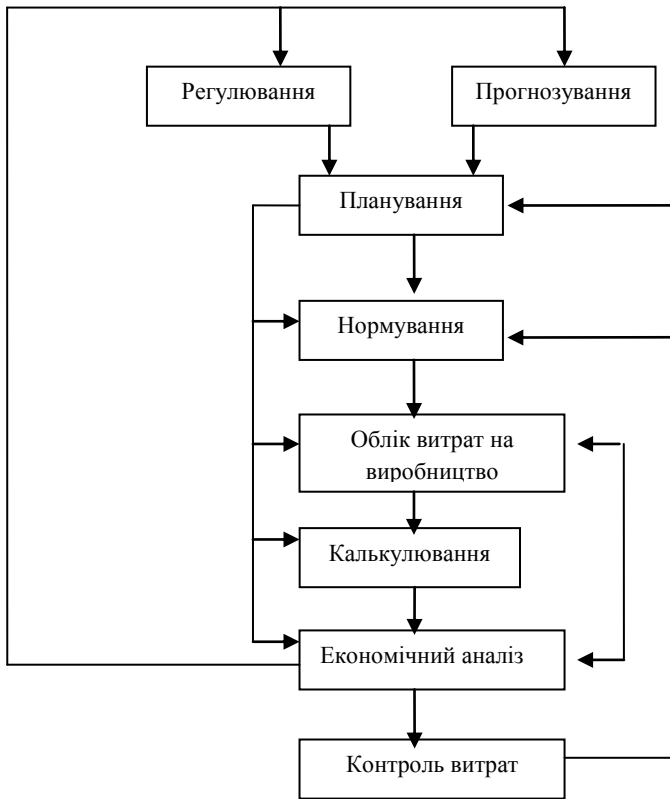 Регулювання
Прогнозування
Планування
Нормування
Облік витрат на
виробництво
Калькулювання
Економічний аналіз
Контроль витрат